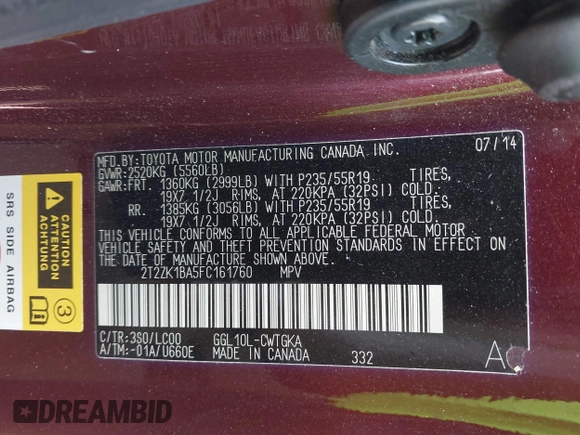 MFD.BY:TOYOTA MOTOR MANUFACTURING CANADA INC. 07/14
GVWR:2520KG (5560LB)
GAWR:FRT. 1360KG (2999LB) WITH P235/55R19 TIRES,
19X7 1/2J RIMS, AT 220KPA (32PSI) COLD.
RR. 1385KG (3056LB) WITH P235/55R19 TIRES,
19X7 1/2J RIMS, AT 220KPA (32PSI) COLD.
THIS VEHICLE CONFORMS TO ALL APPLICABLE FEDERAL MOTOR
VEHICLE SAFETY AND THEFT PREVENTION STANDARDS IN EFFECT ON
THE DATE OF MANUFACTURE SHOWN ABOVE.
2T2ZK1BA5FC161760 MPV
C/TR:3S0/LC00 GGL10L-CWTGKA
A/TM:-01A/U660E MADE IN CANADA 332 A
CAUTION
ATTENTION
ACHTUNG
SRS SIDE AIRBAG
3
DREAMBID